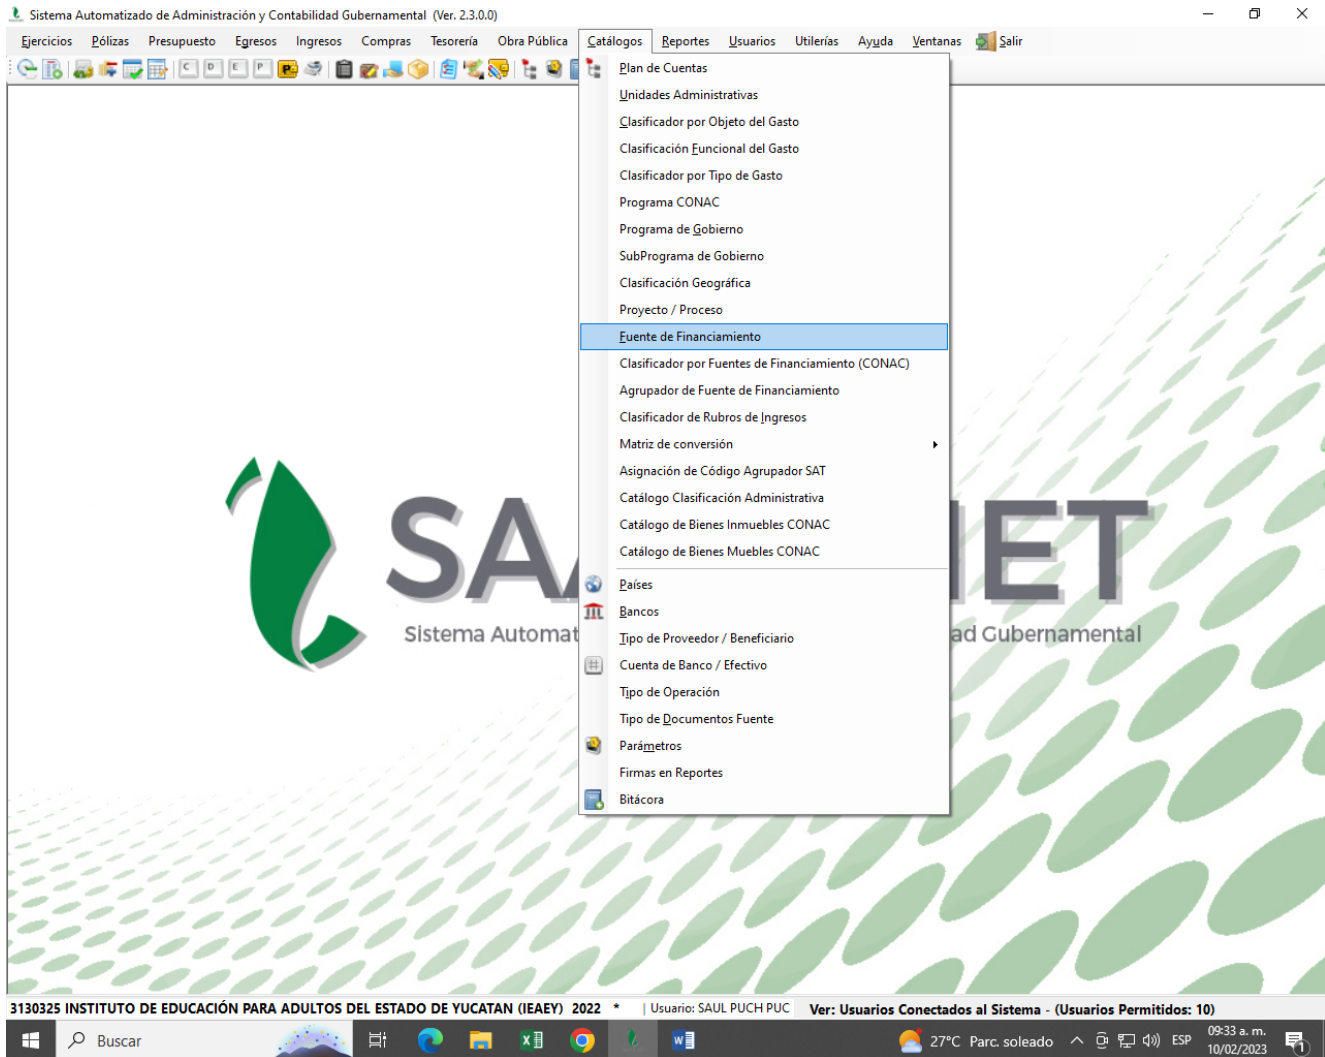 Sistema Automatizado de Administración y Contabilidad Gubernamental (Ver. 2.3.0.0)
Ejercicios Pólizas Presupuesto Egresos Ingresos Compras Tesorería Obra Pública Catálogos Reportes Usuarios Utilerías Ayuda Ventanas Salir
C D E P
Plan de Cuentas
Unidades Administrativas
Clasificador por Objeto del Gasto
Clasificación Funcional del Gasto
Clasificador por Tipo de Gasto
Programa CONAC
Programa de Gobierno
SubPrograma de Gobierno
Clasificación Geográfica
Proyecto / Proceso
Fuente de Financiamiento
Clasificador por Fuentes de Financiamiento (CONAC)
Agrupador de Fuente de Financiamiento
Clasificador de Rubros de Ingresos
Matriz de conversión
Asignación de Código Agrupador SAT
Catálogo Clasificación Administrativa
Catálogo de Bienes Inmuebles CONAC
Catálogo de Bienes Muebles CONAC
Países
Bancos
Tipo de Proveedor / Beneficiario
Cuenta de Banco / Efectivo
Tipo de Operación
Tipo de Documentos Fuente
Parámetros
Firmas en Reportes
Bitácora
SA ET
Sistema Automat ad Gubernamental
3130325 INSTITUTO DE EDUCACIÓN PARA ADULTOS DEL ESTADO DE YUCATAN (IEAEY) 2022 * Usuario: SAUL PUCH PUC Ver: Usuarios Conectados al Sistema - (Usuarios Permitidos: 10)
Buscar 27°C Parc. soleado ESP 09:33 a. m.
10/02/2023